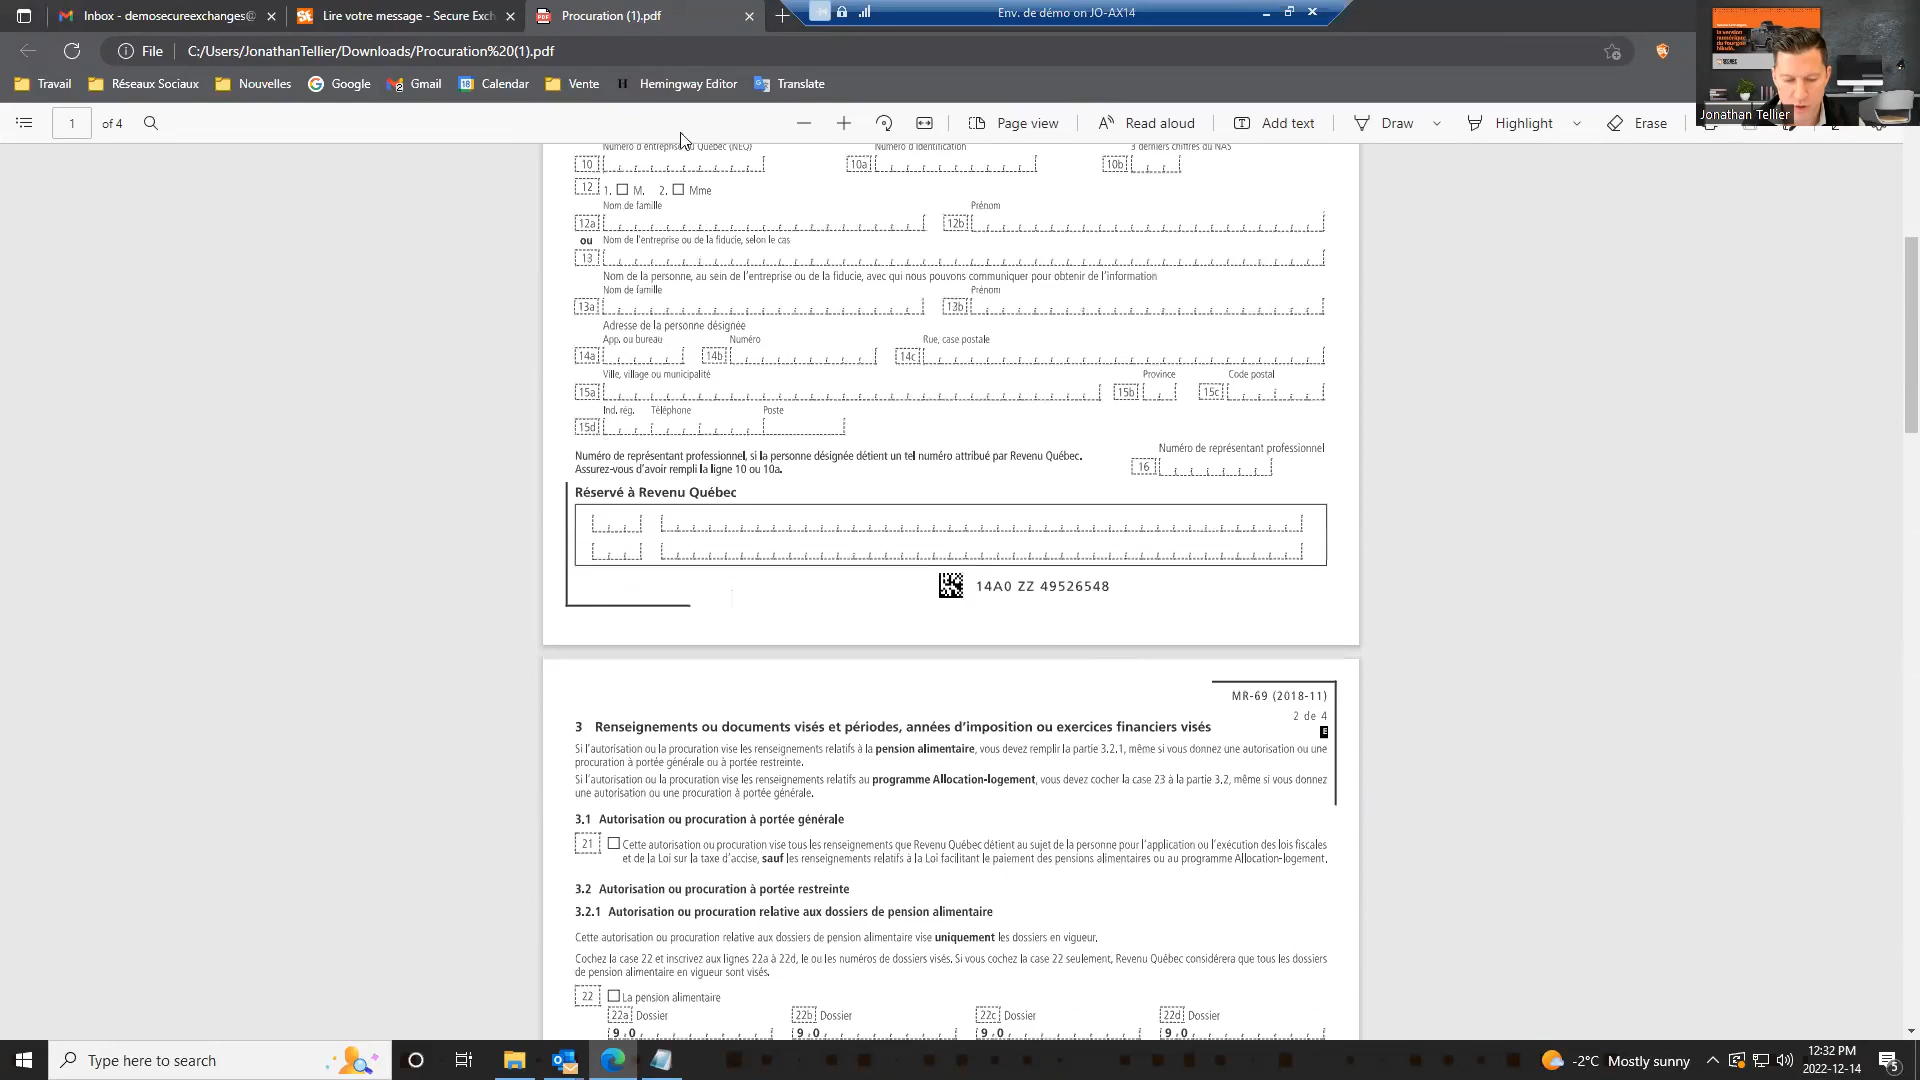 Inbox - demosecureexchanges@
Lire votre message - Secure Exch
Procuration (1).pdf
Env. de démo on JO-AX14
File
C:/Users/JonathanTellier/Downloads/Procuration%20(1).pdf
Travail
Réseaux Sociaux
Nouvelles
Google
Gmail
Calendar
Vente
Hemingway Editor
Translate
la version
numérique
du fourgon
blindé.
Jonathan Tellier
1 of 4
Page view
Read aloud
Add text
Draw
Highlight
Erase
Numéro d'entreprise du Québec (NEQ) Numéro d'identification 3 derniers chiffres du NAS
10 10a 10b
12 1. M. 2. Mme
Nom de famille Prénom
12a 12b
ou Nom de l'entreprise ou de la fiducie, selon le cas
13
Nom de la personne, au sein de l'entreprise ou de la fiducie, avec qui nous pouvons communiquer pour obtenir de l'information
Nom de famille Prénom
13a 13b
Adresse de la personne désignée
App. ou bureau Numéro Rue, case postale
14a 14b 14c
Ville, village ou municipalité Province Code postal
15a 15b 15c
Ind. rég. Téléphone Poste
15d
Numéro de représentant professionnel
Numéro de représentant professionnel, si la personne désignée détient un tel numéro attribué par Revenu Québec.
Assurez-vous d'avoir rempli la ligne 10 ou 10a.
16
Réservé à Revenu Québec
14A0 ZZ 49526548
MR-69 (2018-11)
2 de 4
3 Renseignements ou documents visés et périodes, années d'imposition ou exercices financiers visés
Si l'autorisation ou la procuration vise les renseignements relatifs à la pension alimentaire, vous devez remplir la partie 3.2.1, même si vous donnez une autorisation ou une
procuration à portée générale ou à portée restreinte.
Si l'autorisation ou la procuration vise les renseignements relatifs au programme Allocation-logement, vous devez cocher la case 23 à la partie 3.2, même si vous donnez
une autorisation ou une procuration à portée générale.
3.1 Autorisation ou procuration à portée générale
21 Cette autorisation ou procuration vise tous les renseignements que Revenu Québec détient au sujet de la personne pour l'application ou l'exécution des lois fiscales
et de la Loi sur la taxe d'accise, sauf les renseignements relatifs à la Loi facilitant le paiement des pensions alimentaires ou au programme Allocation-logement.
3.2 Autorisation ou procuration à portée restreinte
3.2.1 Autorisation ou procuration relative aux dossiers de pension alimentaire
Cette autorisation ou procuration relative aux dossiers de pension alimentaire vise uniquement les dossiers en vigueur.
Cochez la case 22 et inscrivez aux lignes 22a à 22d, le ou les numéros de dossiers visés. Si vous cochez la case 22 seulement, Revenu Québec considérera que tous les dossiers
de pension alimentaire en vigueur sont visés.
22 La pension alimentaire
22a Dossier 22b Dossier 22c Dossier 22d Dossier
9 0 9 0 9 0 9 0
Type here to search
-2°C Mostly sunny
12:32 PM
2022-12-14
5